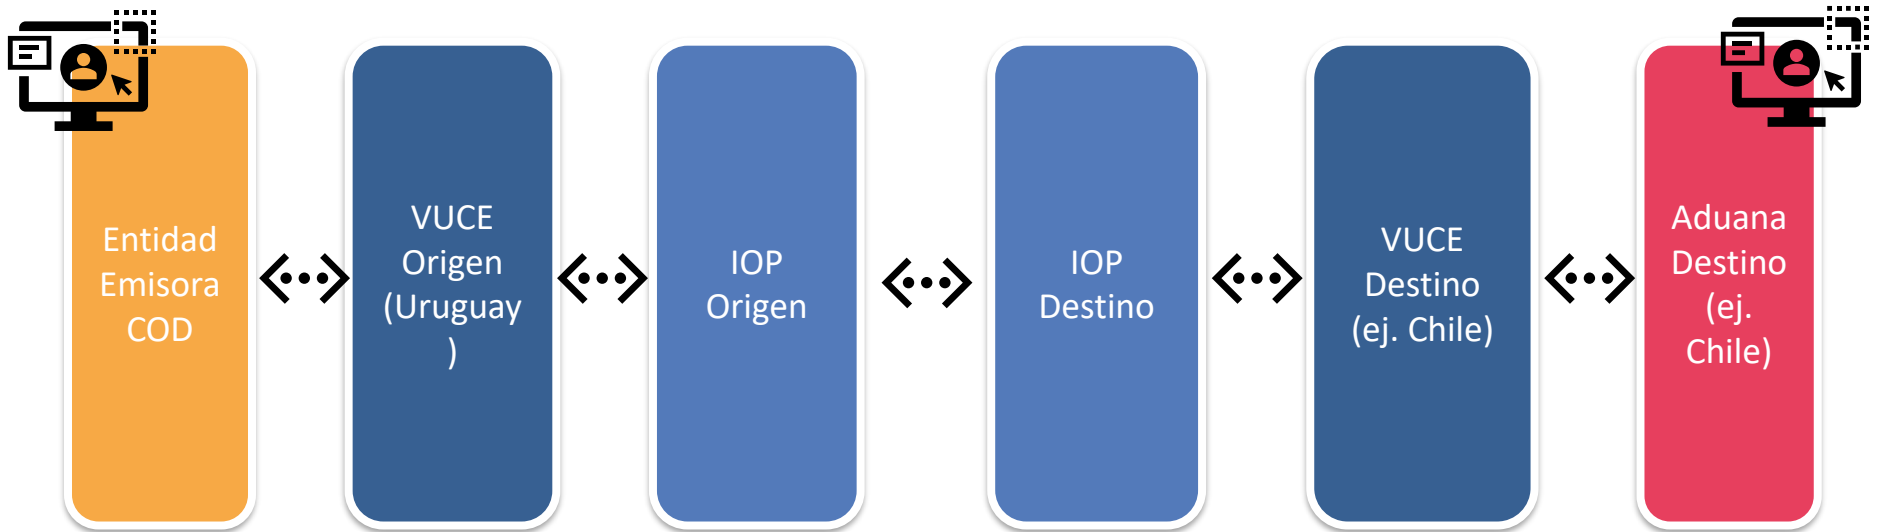 Entidad
Emisora
COD
VUCE
Origen
(Uruguay
)
IOP
Origen
IOP
Destino
VUCE
Destino
(ej. Chile)
Aduana
Destino
(ej.
Chile)